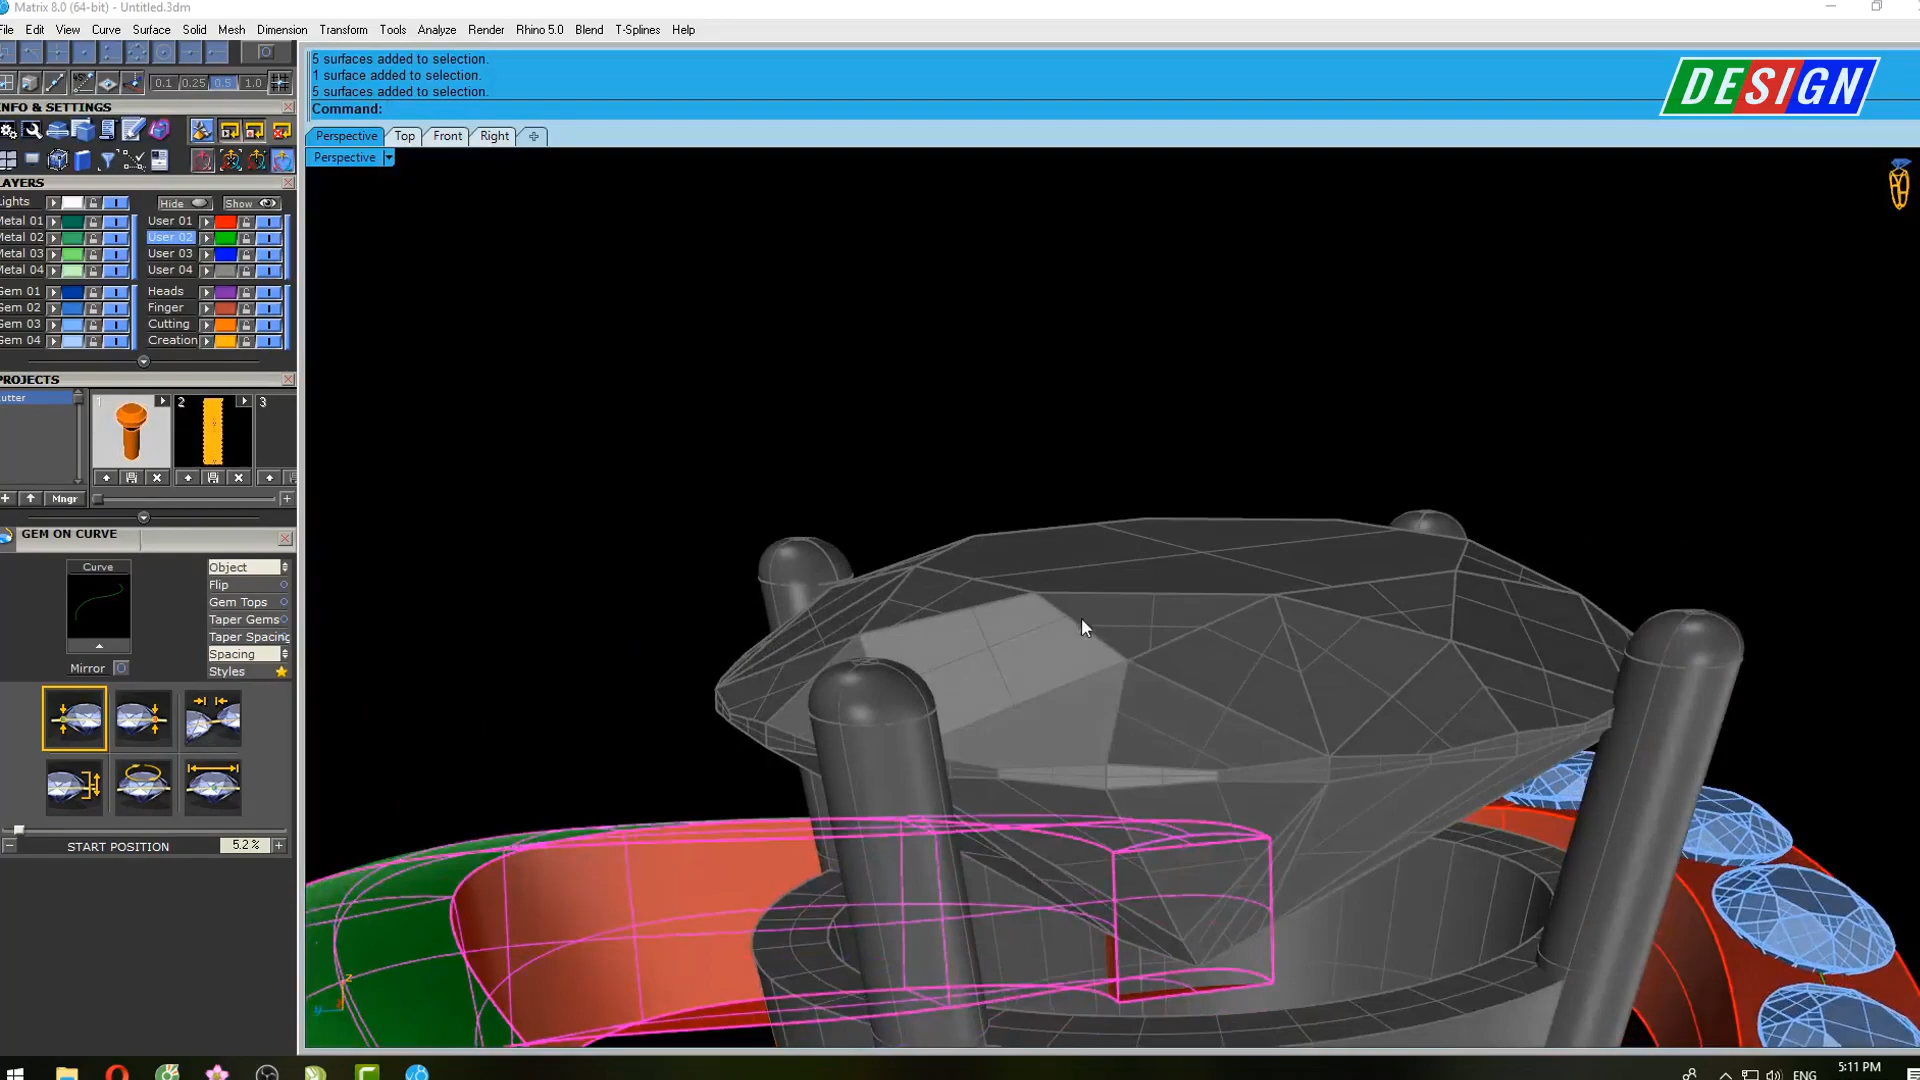 Matrix 8.0 (64-bit) - Untitled.3dm
File Edit View Curve Surface Solid Mesh Dimension Transform Tools Analyze Render Rhino 5.0 Blend T-Splines Help
5 surfaces added to selection.
1 surface added to selection.
5 surfaces added to selection.
Command:
DESIGN
0.1 0.25 0.5 1.0
NFO & SETTINGS
Perspective Top Front Right
Perspective
AYERS
ights Hide Show
Metal 01 User 01
Metal 02 User 02
Metal 03 User 03
Metal 04 User 04
Gem 01 Heads
Gem 02 Finger
Gem 03 Cutting
Gem 04 Creation
PROJECTS
utter 1 2 3
Mngr
GEM ON CURVE
Curve Object
Flip
Gem Tops
Taper Gems
Taper Spacing
Spacing
Mirror Styles
START POSITION 5.2 %
z
y
ENG 5:11 PM